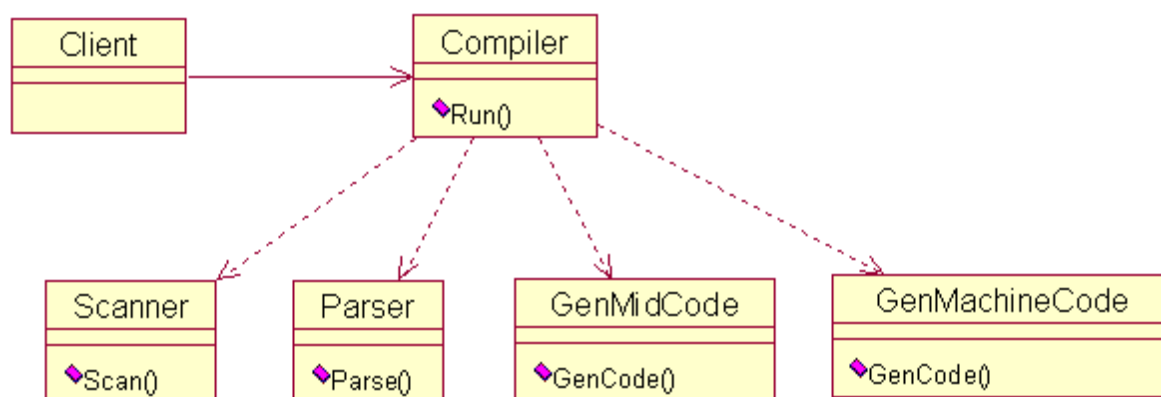 Client
Compiler
Run()
Scanner
Parser
GenMidCode
GenMachineCode
Scan()
Parse()
GenCode()
GenCode()